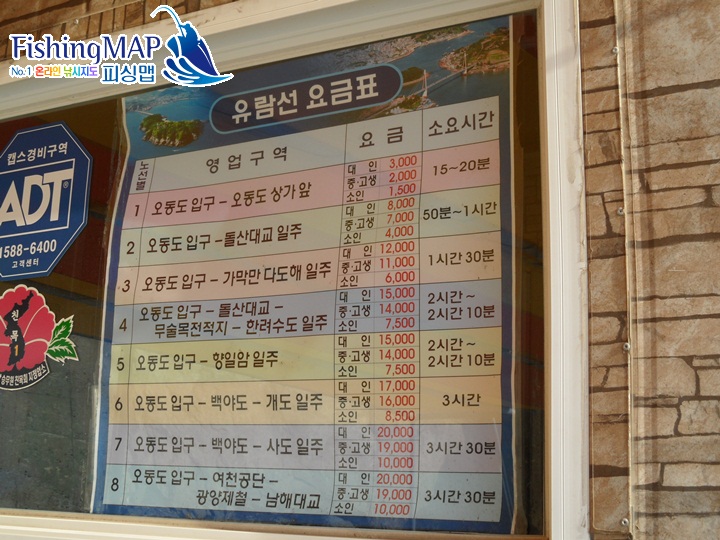 FishingMAP
No.1 온라인 낚시지도 피싱맵
캡스경비구역
ADT
1588-6400
고객센터
친목
1
유람선 요금표
노선별 영업구역 요금 소요시간
1 오동도 입구 - 오동도 상가 앞 대인 3,000 15~20분
중·고생 2,000
소인 1,500
2 오동도 입구 - 돌산대교 일주 대인 8,000 50분~1시간
중·고생 7,000
소인 4,000
3 오동도 입구 - 가막만 다도해 일주 대인 12,000 1시간 30분
중·고생 11,000
소인 6,000
4 오동도 입구 - 돌산대교 - 대인 15,000 2시간~
무술목전적지 - 한려수도 일주 중·고생 14,000 2시간 10분
소인 7,500
5 오동도 입구 - 향일암 일주 대인 15,000 2시간~
중·고생 14,000 2시간 10분
소인 7,500
6 오동도 입구 - 백야도 - 개도 일주 대인 17,000 3시간
중·고생 16,000
소인 8,500
7 오동도 입구 - 백야도 - 사도 일주 대인 20,000 3시간 30분
중·고생 19,000
소인 10,000
8 오동도 입구 - 여천공단 - 대인 20,000 3시간 30분
광양제철 - 남해대교 중·고생 19,000
소인 10,000